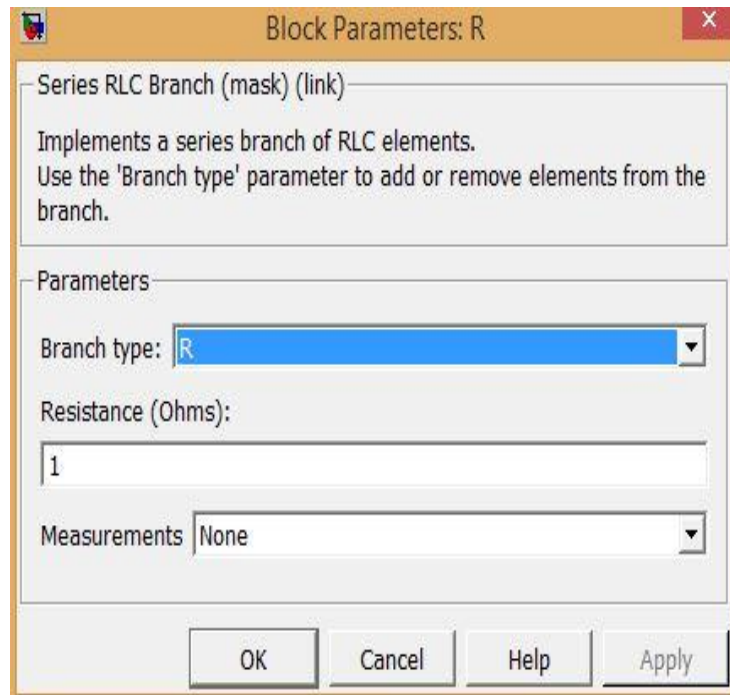 Block Parameters: R
X
Series RLC Branch (mask) (link)
Implements a series branch of RLC elements.
Use the 'Branch type' parameter to add or remove elements from the
branch.
Parameters
Branch type: R
Resistance (Ohms):
1
Measurements None
OK Cancel Help Apply